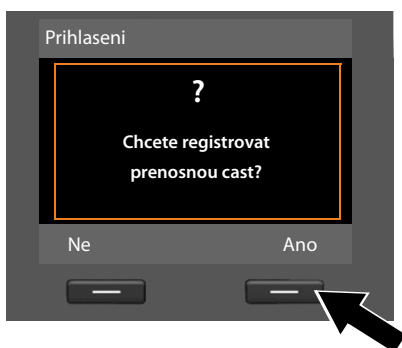 Prihlaseni
?
Chcete registrovat
prenosnou cast?
Ne Ano